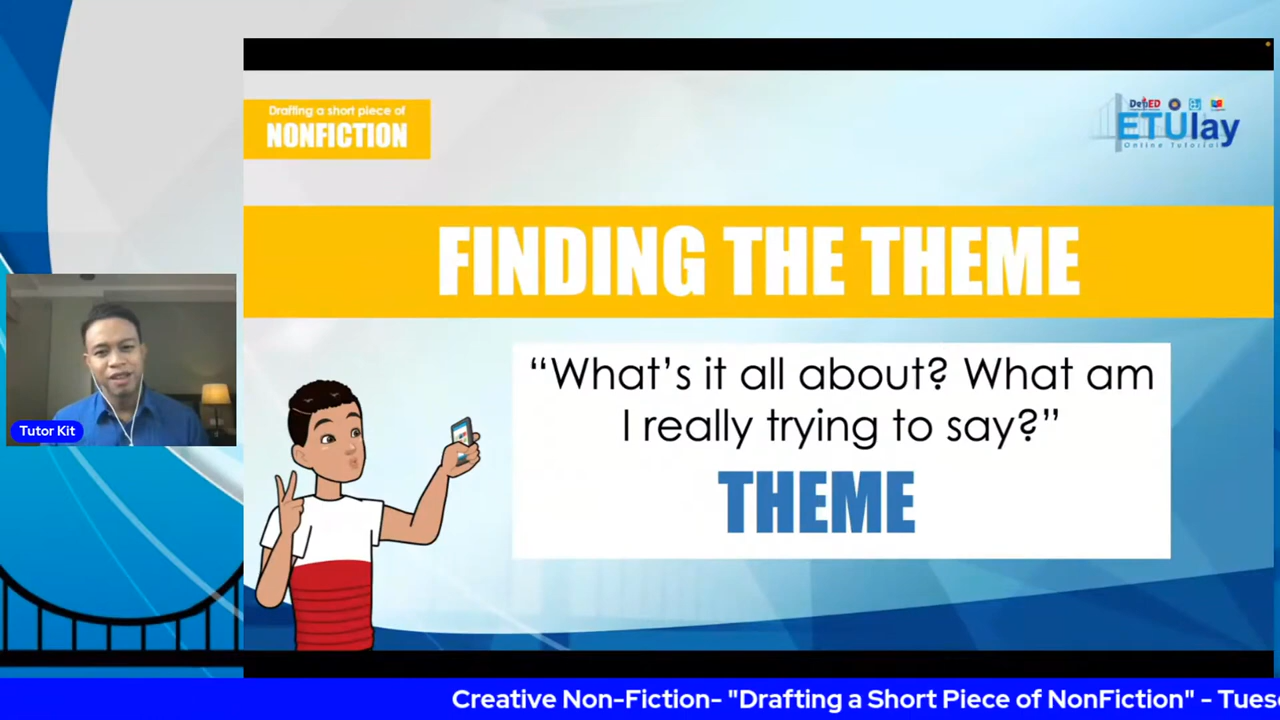 Drafting a short piece of
NONFICTION
DepED
ETUlay
Online Tutorial
FINDING THE THEME
“What’s it all about? What am
I really trying to say?”
THEME
Tutor Kit
Creative Non-Fiction- "Drafting a Short Piece of NonFiction" - Tues